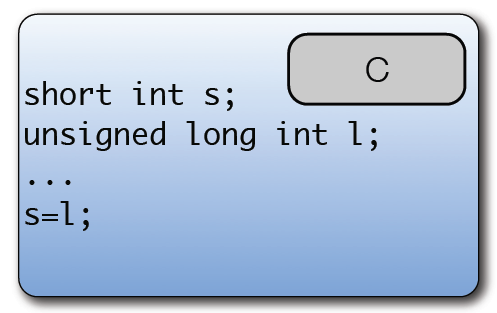 C
short int s;
unsigned long int l;
...
s=l;